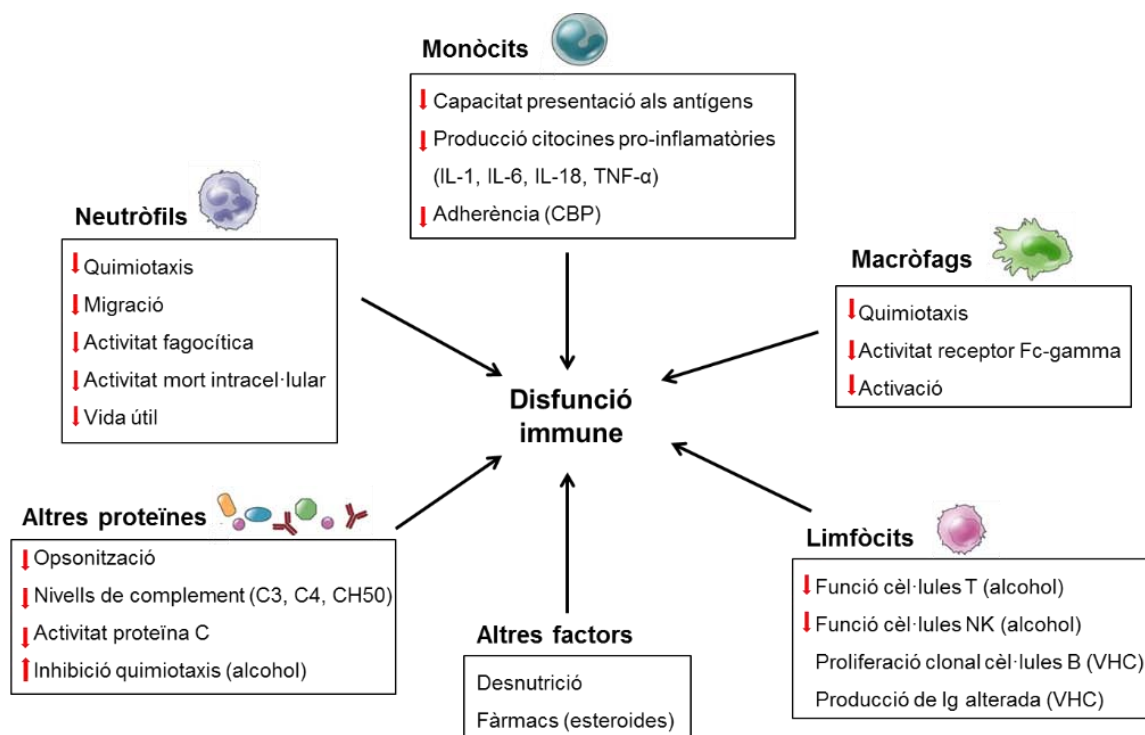 Monòcits
Capacitat presentació als antígens
Producció citocines pro-inflamatòries
(IL-1, IL-6, IL-18, TNF-α)
Adherència (CBP)
Neutròfils
Quimiotaxis
Migració
Activitat fagocítica
Activitat mort intracel·lular
Vida útil
Macròfags
Quimiotaxis
Activitat receptor Fc-gamma
Activació
Disfunció
immune
Altres proteïnes
Opsonització
Nivells de complement (C3, C4, CH50)
Activitat proteïna C
Inhibició quimiotaxis (alcohol)
Altres factors
Desnutrició
Fàrmacs (esteroides)
Limfòcits
Funció cèl·lules T (alcohol)
Funció cèl·lules NK (alcohol)
Proliferació clonal cèl·lules B (VHC)
Producció de Ig alterada (VHC)